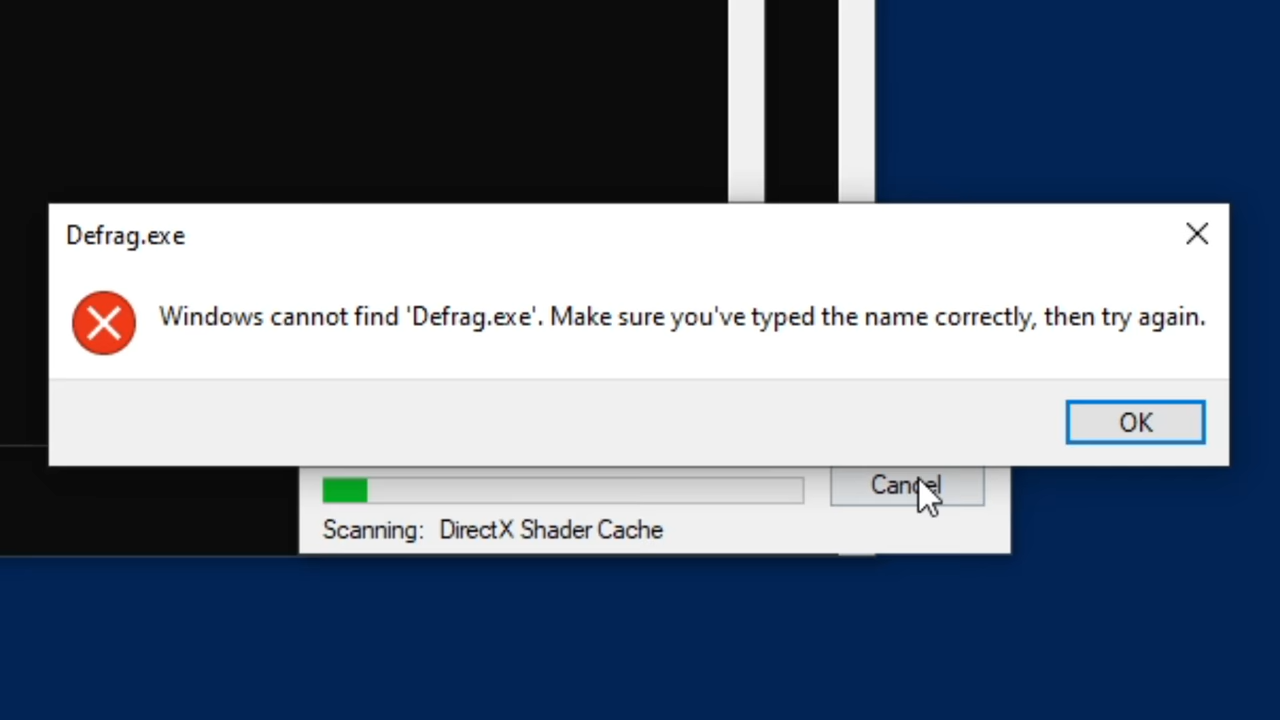 Defrag.exe
Windows cannot find 'Defrag.exe'. Make sure you've typed the name correctly, then try again.
OK
Cancel
Scanning: DirectX Shader Cache